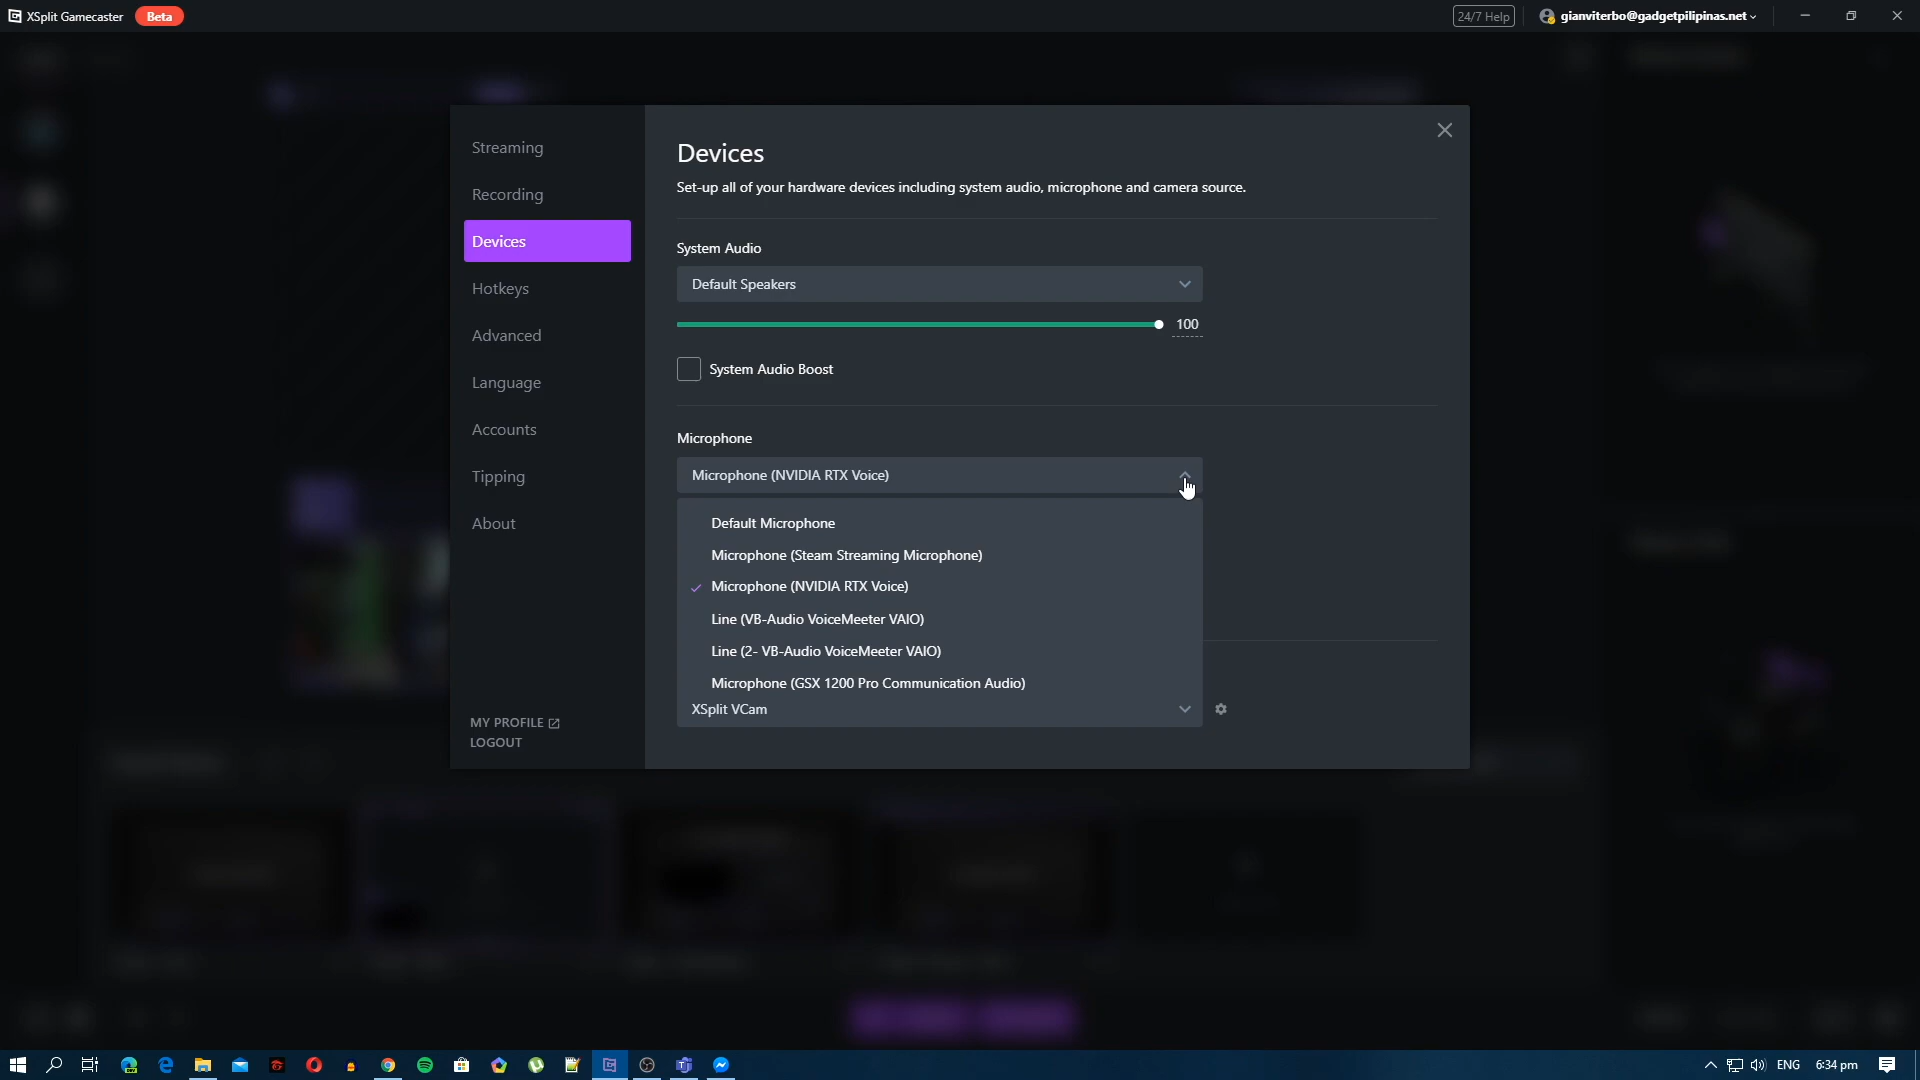 XSplit Gamecaster Beta
24/7 Help gianviterbo@gadgetpilipinas.net
Streaming
Recording
Devices
Hotkeys
Advanced
Language
Accounts
Tipping
About
MY PROFILE
LOGOUT
Devices
Set-up all of your hardware devices including system audio, microphone and camera source.
System Audio
Default Speakers
100
System Audio Boost
Microphone
Microphone (NVIDIA RTX Voice)
Default Microphone
Microphone (Steam Streaming Microphone)
Microphone (NVIDIA RTX Voice)
Line (VB-Audio VoiceMeeter VAIO)
Line (2- VB-Audio VoiceMeeter VAIO)
Microphone (GSX 1200 Pro Communication Audio)
XSplit VCam
ENG 6:34 pm